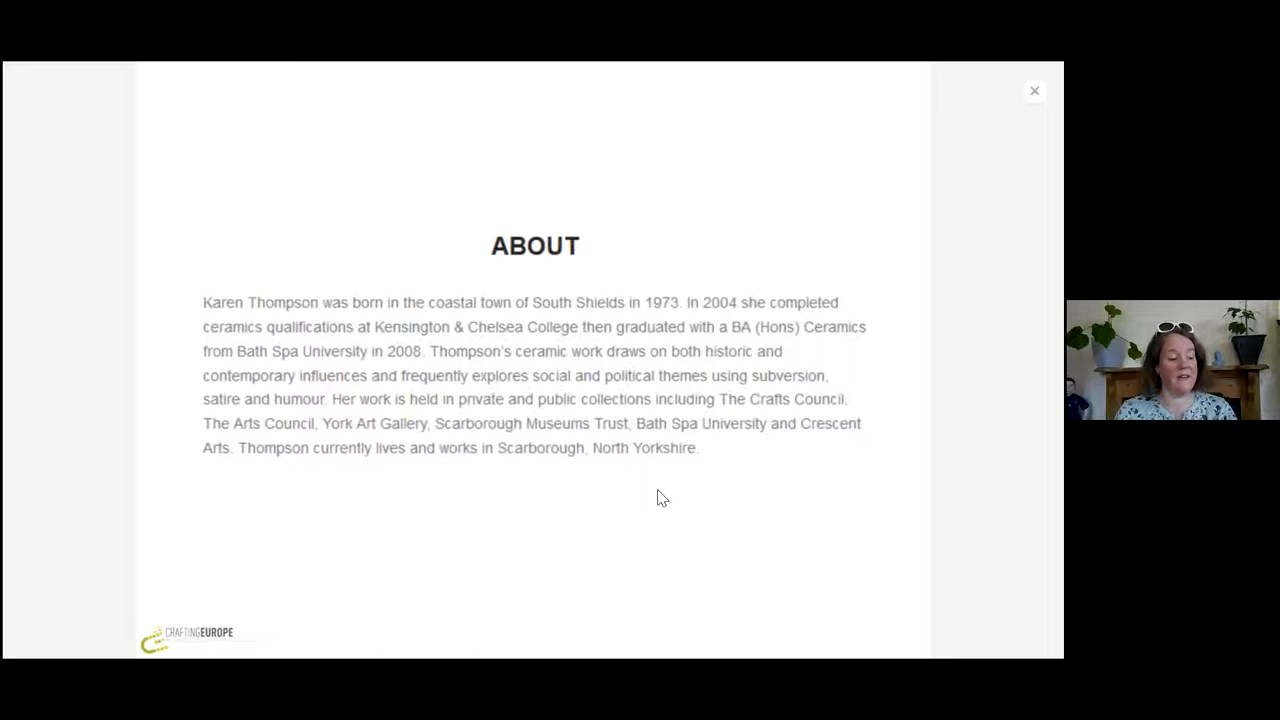 ABOUT
Karen Thompson was born in the coastal town of South Shields in 1973. In 2004 she completed
ceramics qualifications at Kensington & Chelsea College then graduated with a BA (Hons) Ceramics
from Bath Spa University in 2008. Thompson's ceramic work draws on both historic and
contemporary influences and frequently explores social and political themes using subversion,
satire and humour. Her work is held in private and public collections including The Crafts Council,
The Arts Council, York Art Gallery, Scarborough Museums Trust, Bath Spa University and Crescent
Arts. Thompson currently lives and works in Scarborough, North Yorkshire.
CRAFTINGEUROPE